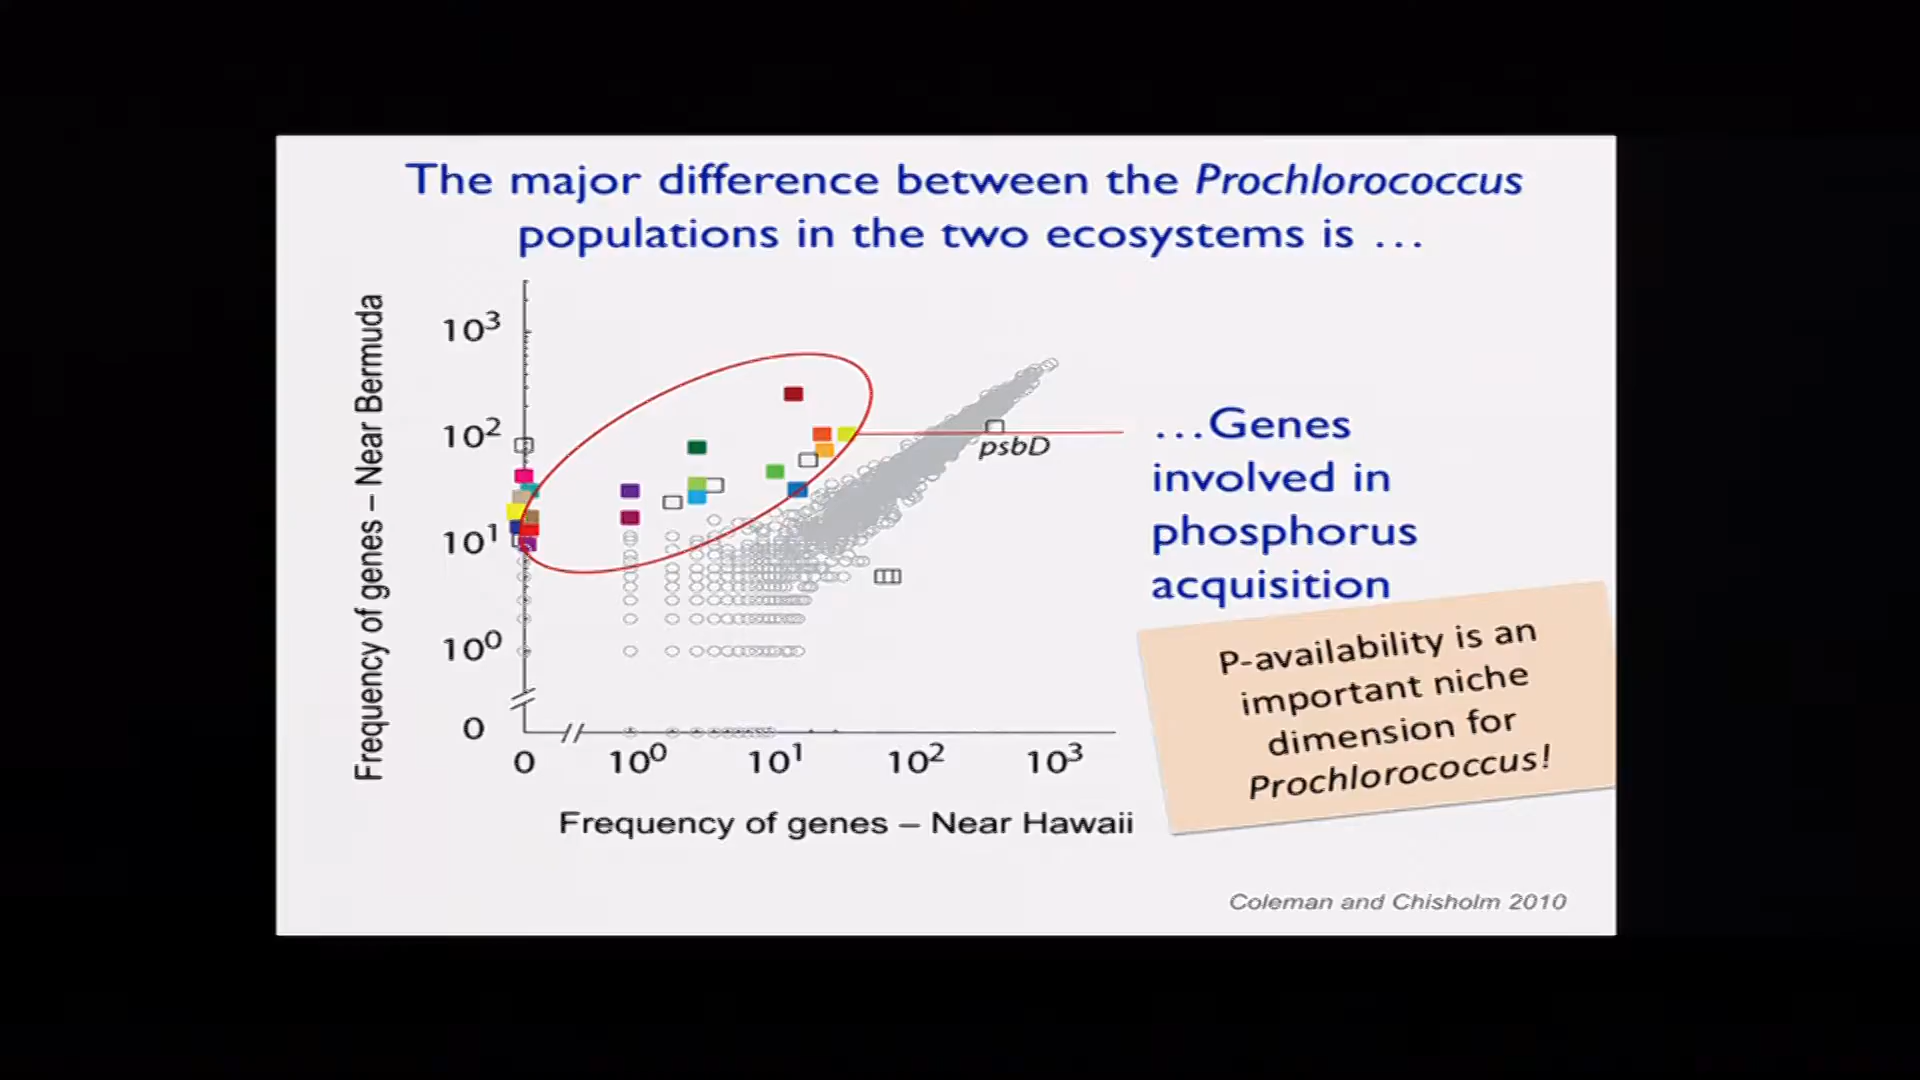 The major difference between the Prochlorococcus
populations in the two ecosystems is ...
Frequency of genes – Near Bermuda
10³
10²
10¹
10⁰
0
psbD
0
10⁰
10¹
10²
10³
Frequency of genes – Near Hawaii
...Genes
involved in
phosphorus
acquisition
P-availability is an
important niche
dimension for
Prochlorococcus!
Coleman and Chisholm 2010